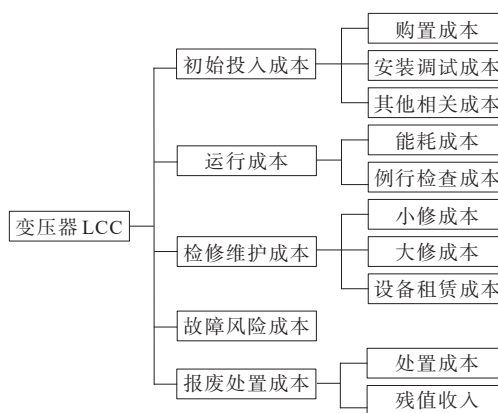 变压器 LCC
初始投入成本
购置成本
安装调试成本
其他相关成本
运行成本
能耗成本
例行检查成本
检修维护成本
小修成本
大修成本
设备租赁成本
故障风险成本
报废处置成本
处置成本
残值收入